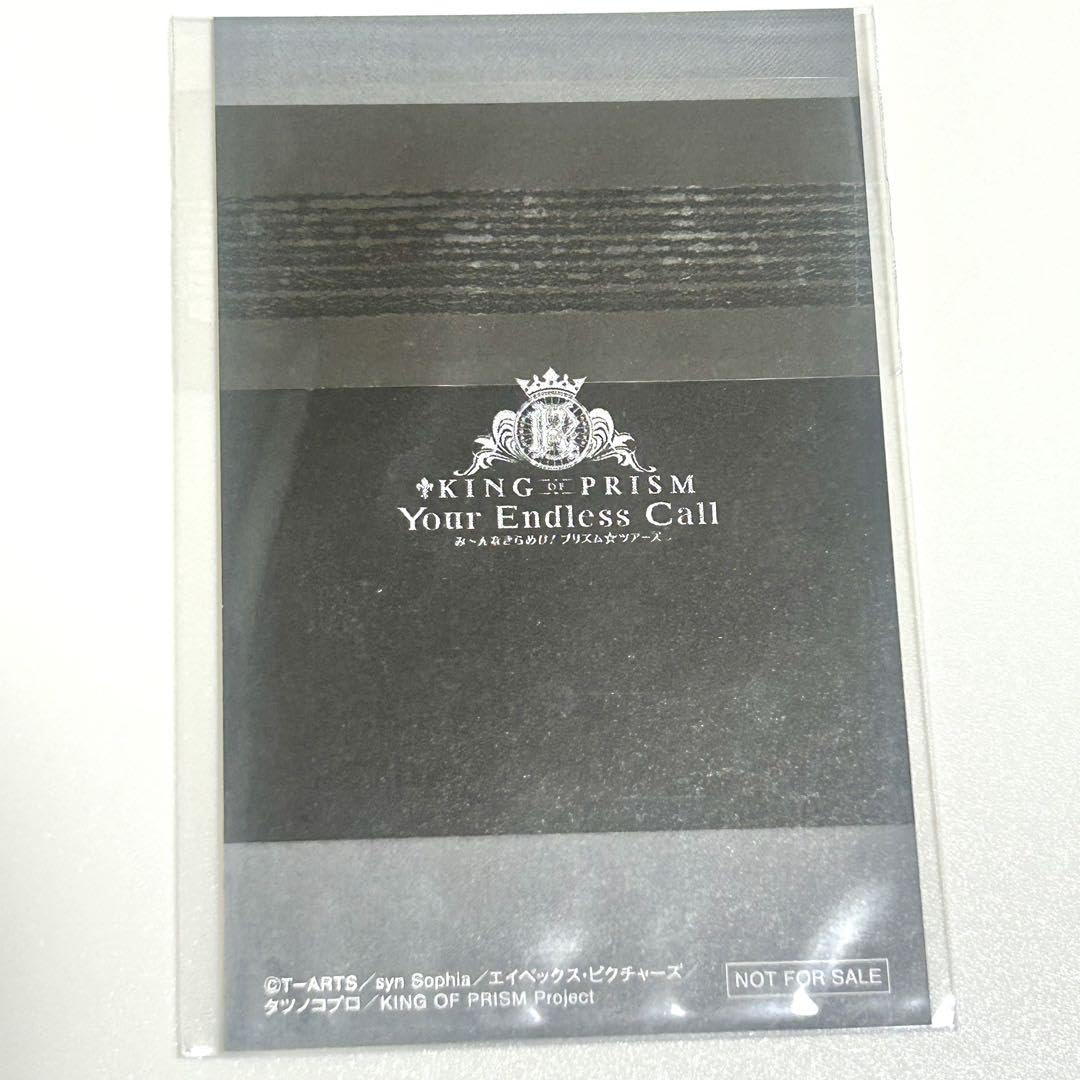 KING OF PRISM
Your Endless Call
み～んなきらめけ！プリズム☆ツアーズ
©T-ARTS／syn Sophia／エイベックス・ピクチャーズ／
タツノコプロ／KING OF PRISM Project
NOT FOR SALE